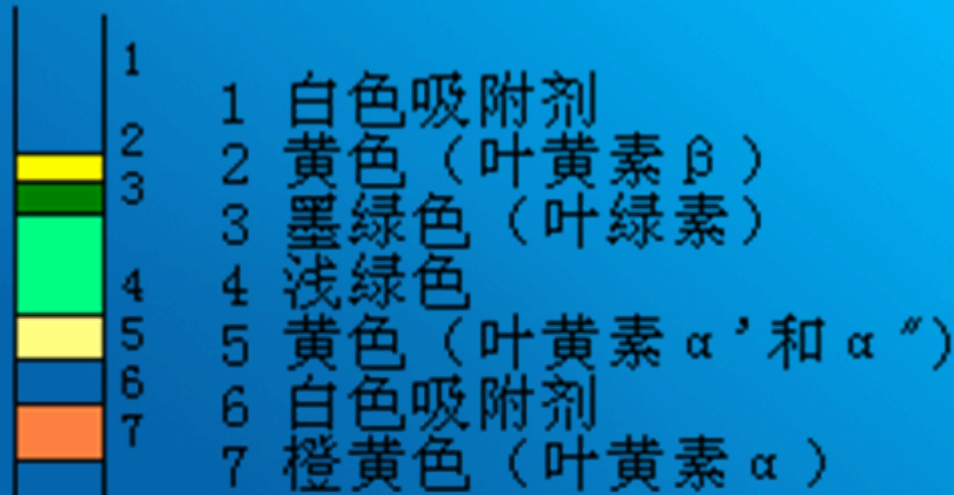 1
2
3
4
5
6
7
1 白色吸附剂
2 黄色（叶黄素β）
3 墨绿色（叶绿素）
4 浅绿色
5 黄色（叶黄素α'和α″)
6 白色吸附剂
7 橙黄色（叶黄素α）